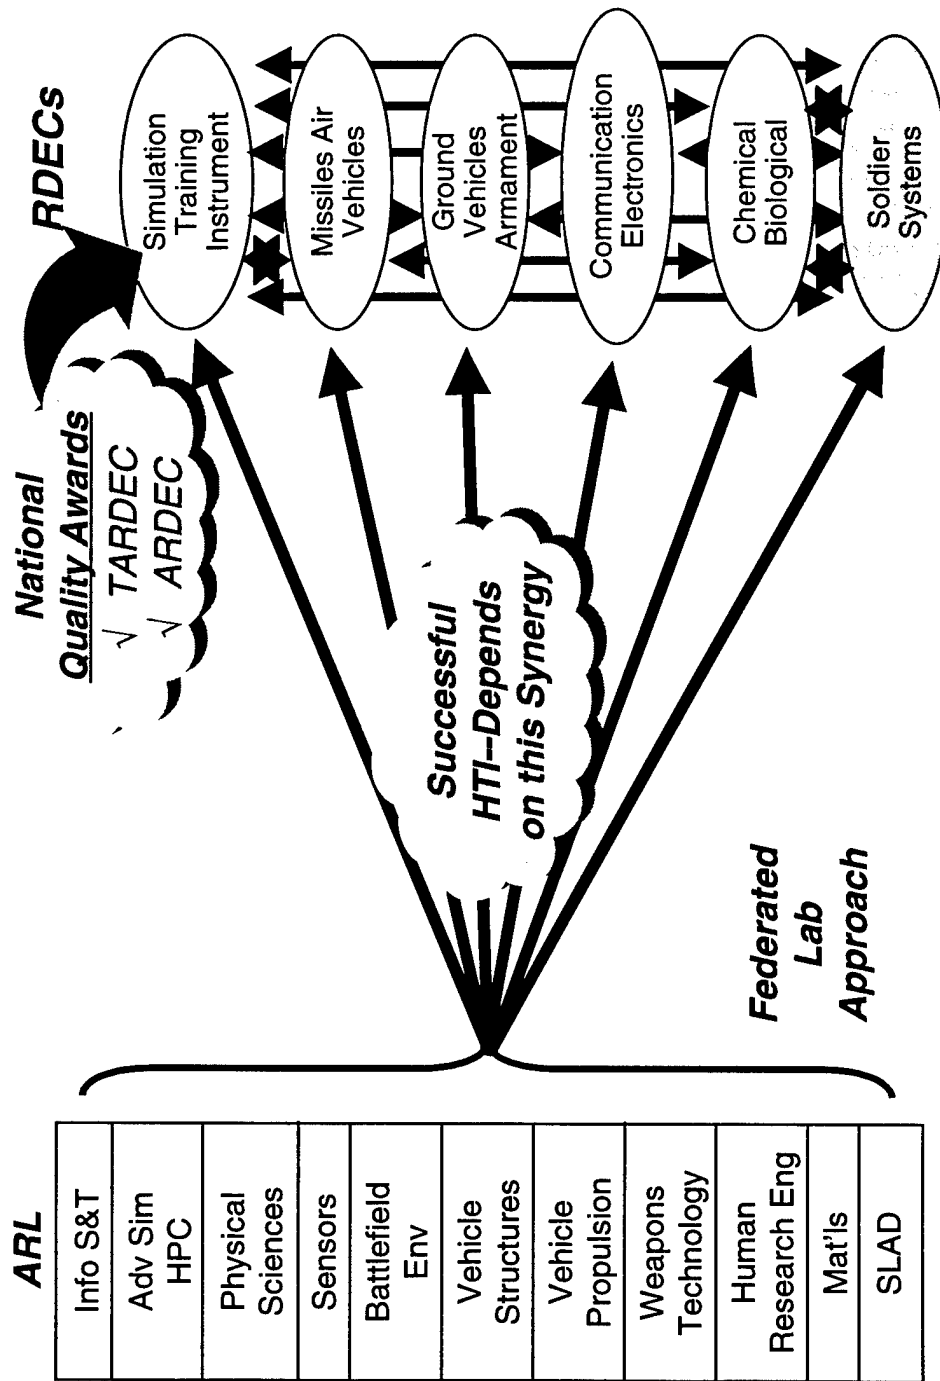 ARL
Info S&T
Adv Sim
HPC
Physical
Sciences
Sensors
Battlefield
Env
Vehicle
Structures
Vehicle
Propulsion
Weapons
Technology
Human
Research Eng
Mat'ls
SLAD
Federated
Lab
Approach
Successful
HTI--Depends
on this Synergy
National
Quality Awards
√ TARDEC
√ ARDEC
RDECs
Simulation
Training
Instrument
Missiles Air
Vehicles
Ground
Vehicles
Armament
Communication
Electronics
Chemical
Biological
Soldier
Systems